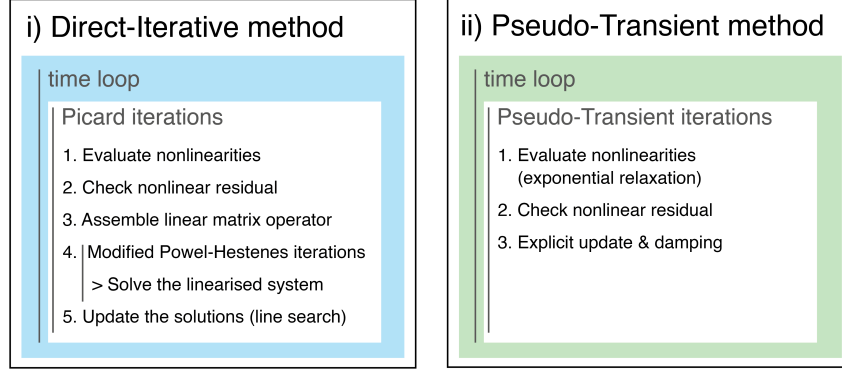 i) Direct-Iterative method
time loop
Picard iterations
1. Evaluate nonlinearities
2. Check nonlinear residual
3. Assemble linear matrix operator
4. Modified Powel-Hestenes iterations
> Solve the linearised system
5. Update the solutions (line search)
ii) Pseudo-Transient method
time loop
Pseudo-Transient iterations
1. Evaluate nonlinearities
(exponential relaxation)
2. Check nonlinear residual
3. Explicit update & damping